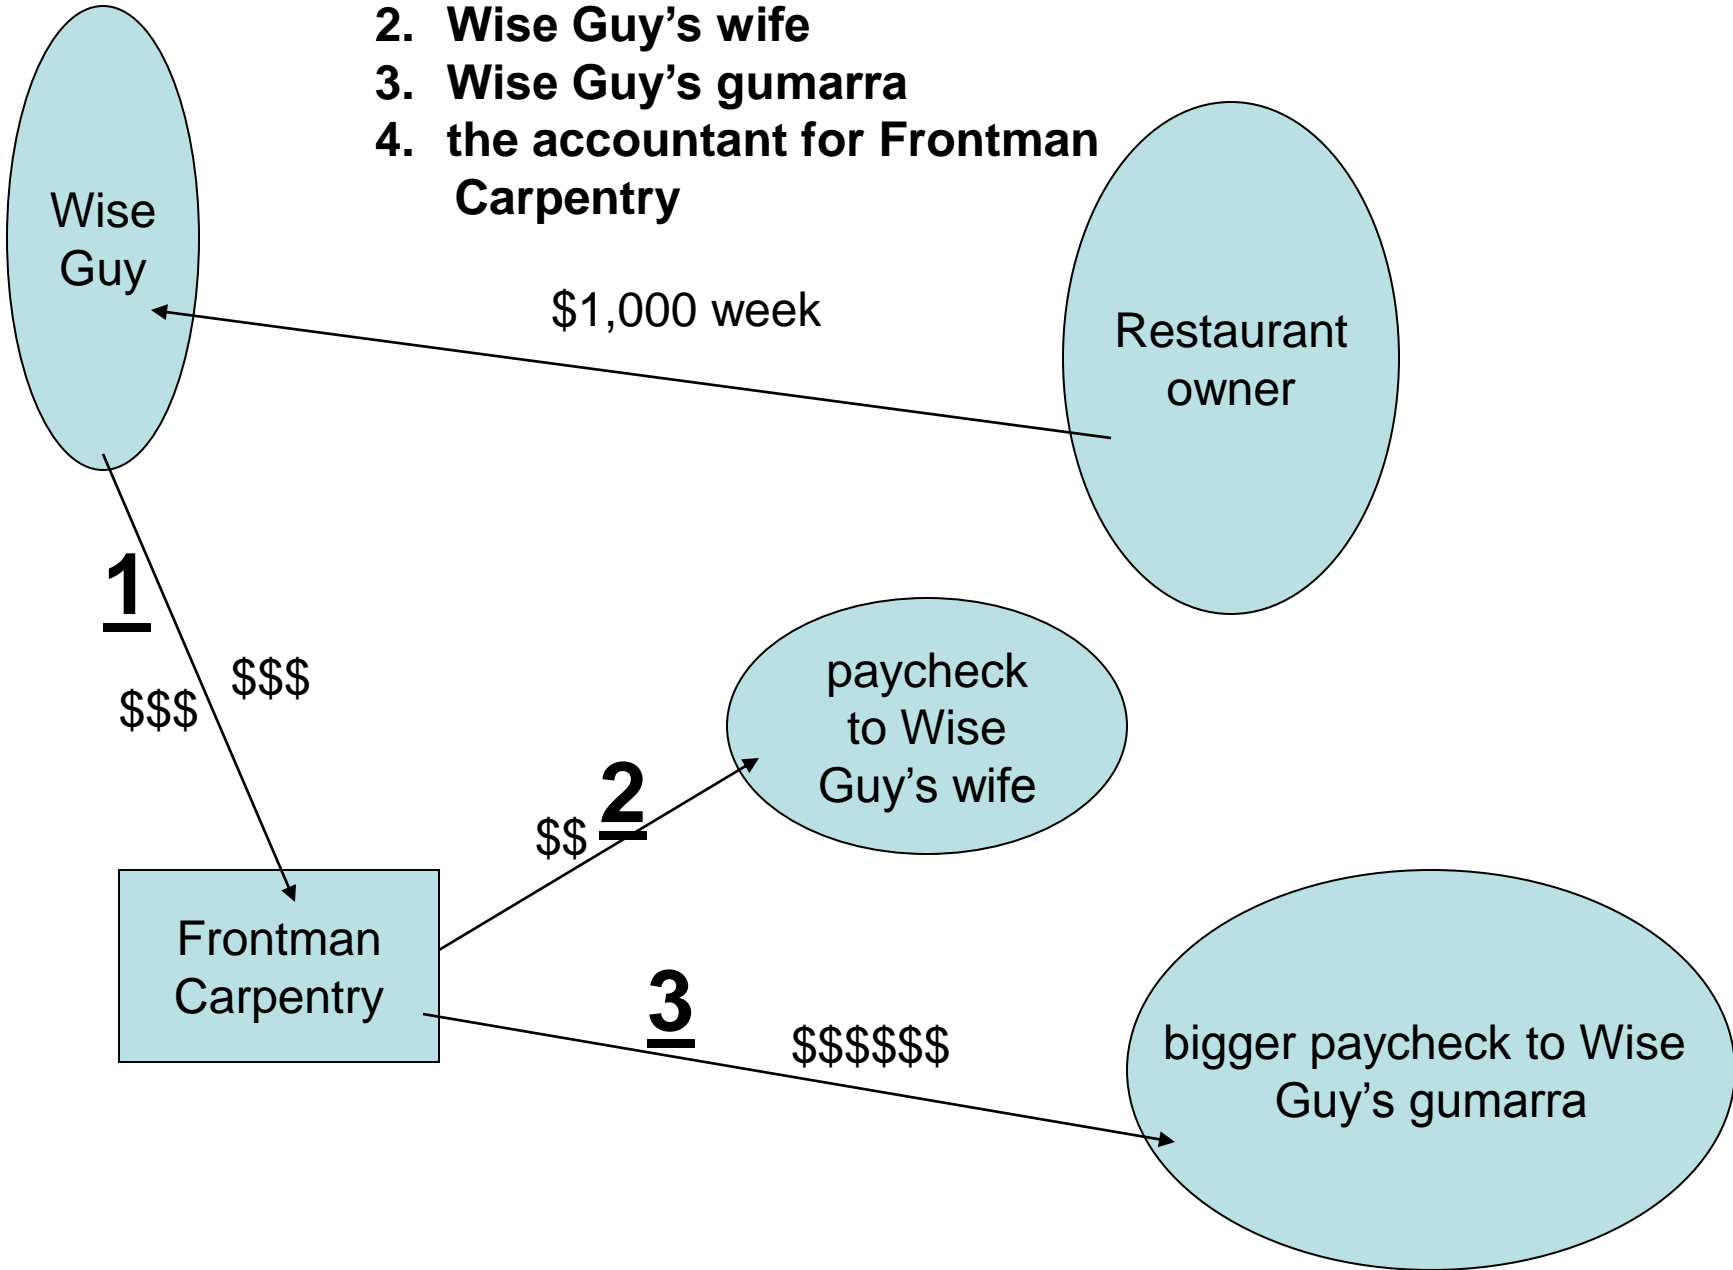 2. Wise Guy’s wife
3. Wise Guy’s gumarra
4. the accountant for Frontman
Carpentry
Wise
Guy
$1,000 week
Restaurant
owner
1
$$$
$$$
paycheck
to Wise
Guy’s wife
2
$$
Frontman
Carpentry
3
$$$$$$
bigger paycheck to Wise
Guy’s gumarra